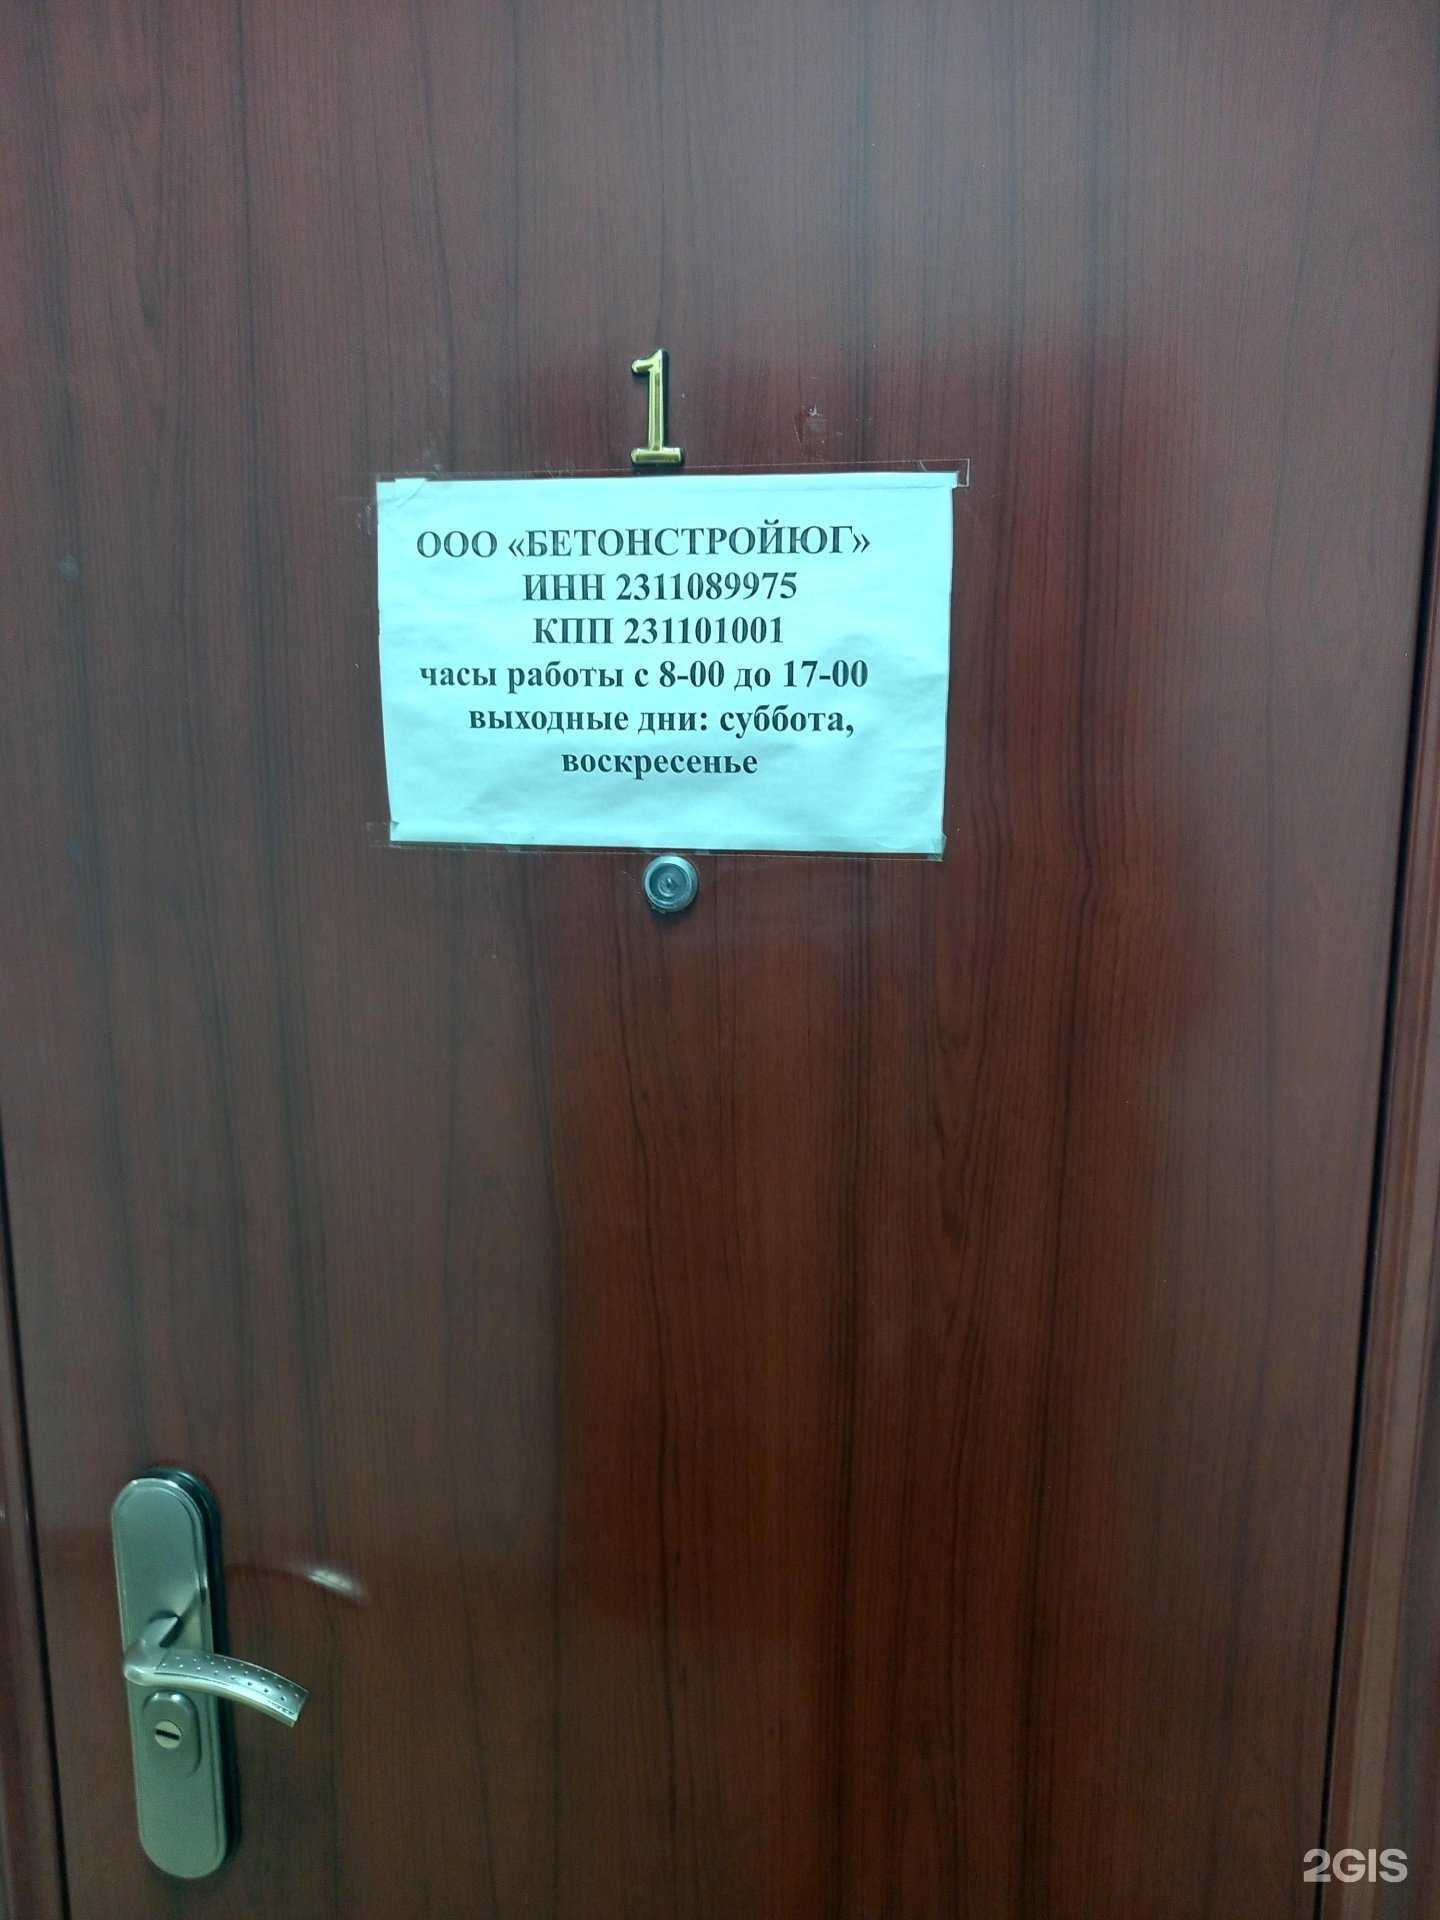 1
ООО «БЕТОНСТРОЙЮГ»
ИНН 2311089975
КПП 231101001
часы работы с 8-00 до 17-00
выходные дни: суббота,
воскресенье
2GIS